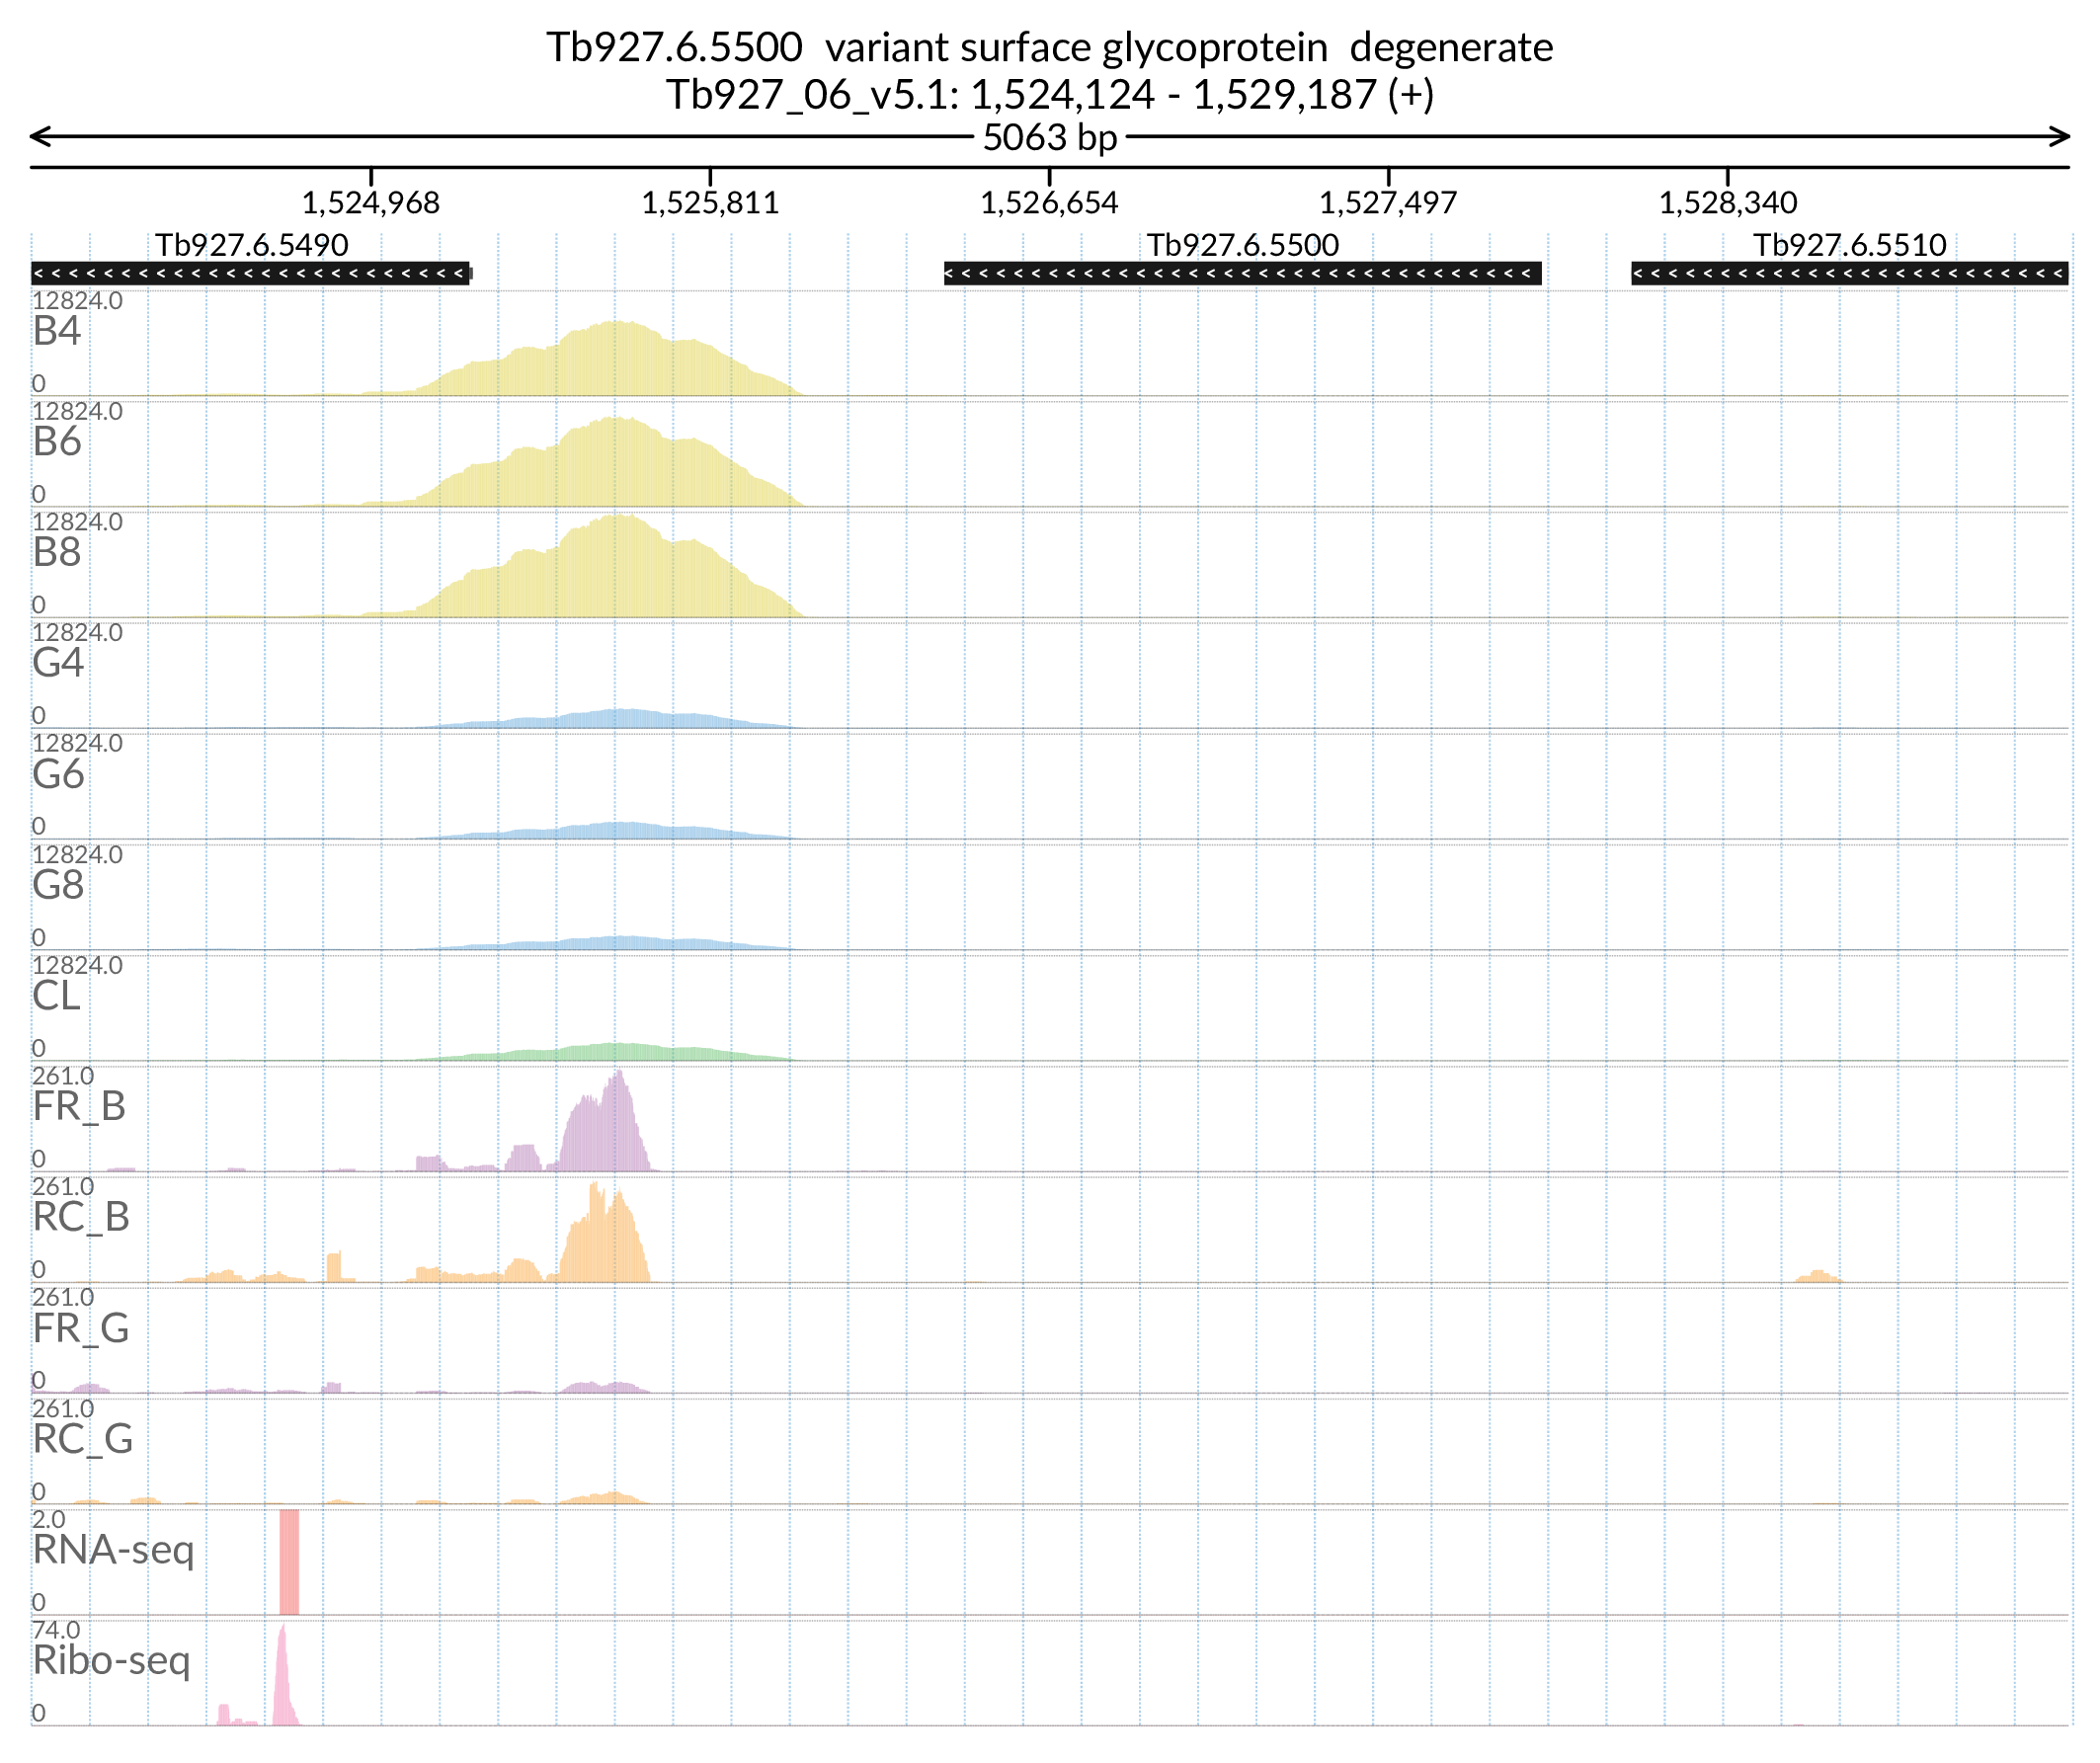 Tb927.6.5500 variant surface glycoprotein degenerate
Tb927_06_v5.1: 1,524,124 - 1,529,187 (+)
5063 bp
1,524,968 1,525,811 1,526,654 1,527,497 1,528,340
Tb927.6.5490 Tb927.6.5500 Tb927.6.5510
12824.0
B4
0
12824.0
B6
0
12824.0
B8
0
12824.0
G4
0
12824.0
G6
0
12824.0
G8
0
12824.0
CL
0
261.0
FR_B
0
261.0
RC_B
0
261.0
FR_G
0
261.0
RC_G
0
2.0
RNA-seq
0
74.0
Ribo-seq
0